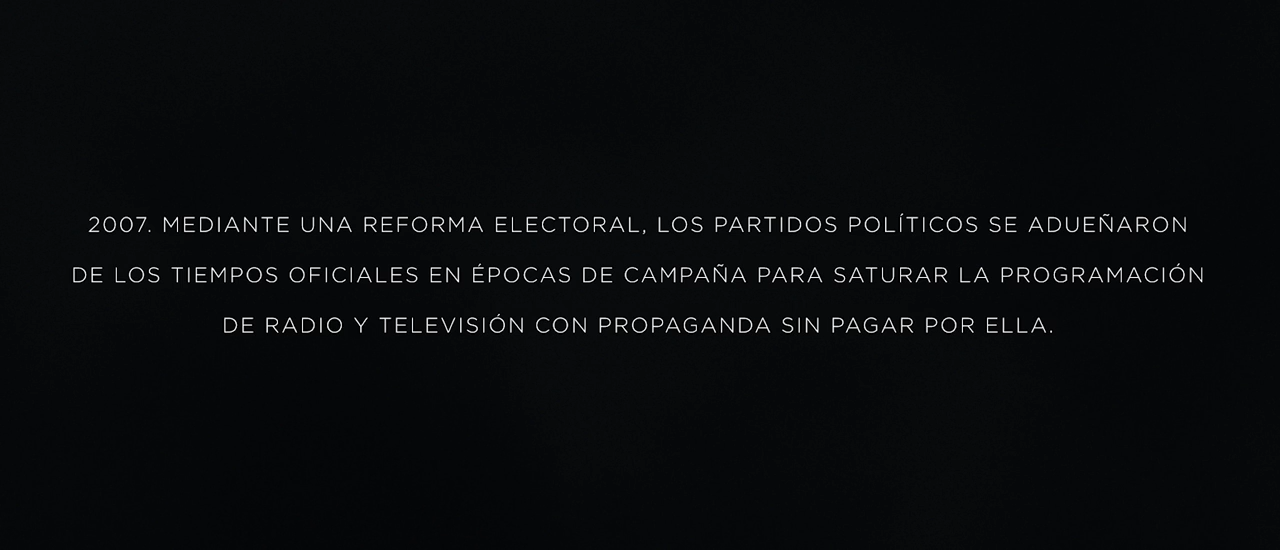 2007. MEDIANTE UNA REFORMA ELECTORAL, LOS PARTIDOS POLÍTICOS SE ADUEÑARON
DE LOS TIEMPOS OFICIALES EN ÉPOCAS DE CAMPAÑA PARA SATURAR LA PROGRAMACIÓN
DE RADIO Y TELEVISIÓN CON PROPAGANDA SIN PAGAR POR ELLA.